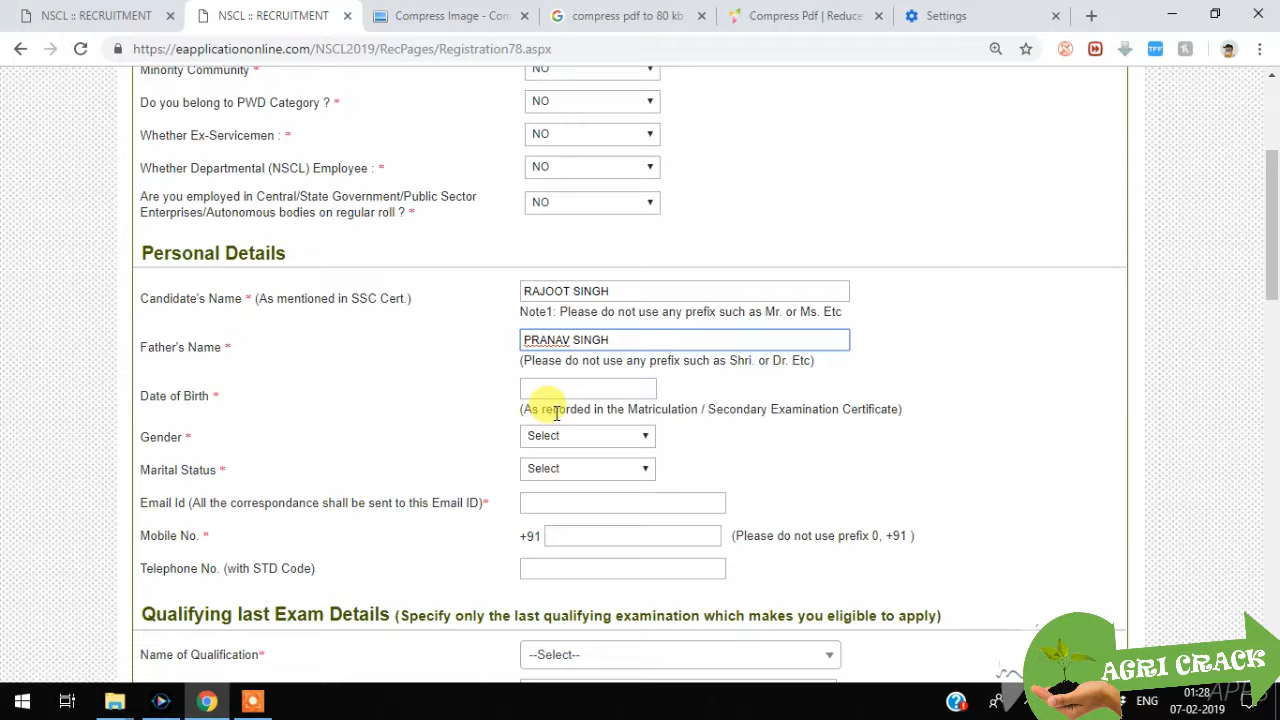 NSCL :: RECRUITMENT
NSCL :: RECRUITMENT
Compress Image - Con
compress pdf to 80 kb
Compress Pdf | Reduce
Settings
https://eapplicationonline.com/NSCL2019/RecPages/Registration78.aspx
Minority Community *
NO
Do you belong to PWD Category ? *
NO
Whether Ex-Servicemen : *
NO
Whether Departmental (NSCL) Employee : *
NO
Are you employed in Central/State Government/Public Sector
Enterprises/Autonomous bodies on regular roll ? *
NO
Personal Details
Candidate's Name * (As mentioned in SSC Cert.)
RAJOOT SINGH
Note1: Please do not use any prefix such as Mr. or Ms. Etc
Father's Name *
PRANAV SINGH
(Please do not use any prefix such as Shri. or Dr. Etc)
Date of Birth *
(As recorded in the Matriculation / Secondary Examination Certificate)
Gender *
Select
Marital Status *
Select
Email Id (All the correspondance shall be sent to this Email ID)*
Mobile No. *
+91
(Please do not use prefix 0, +91 )
Telephone No. (with STD Code)
Qualifying last Exam Details (Specify only the last qualifying examination which makes you eligible to apply)
Name of Qualification*
--Select--
AGRI CRACK
TFF
ENG
01:28
07-02-2019